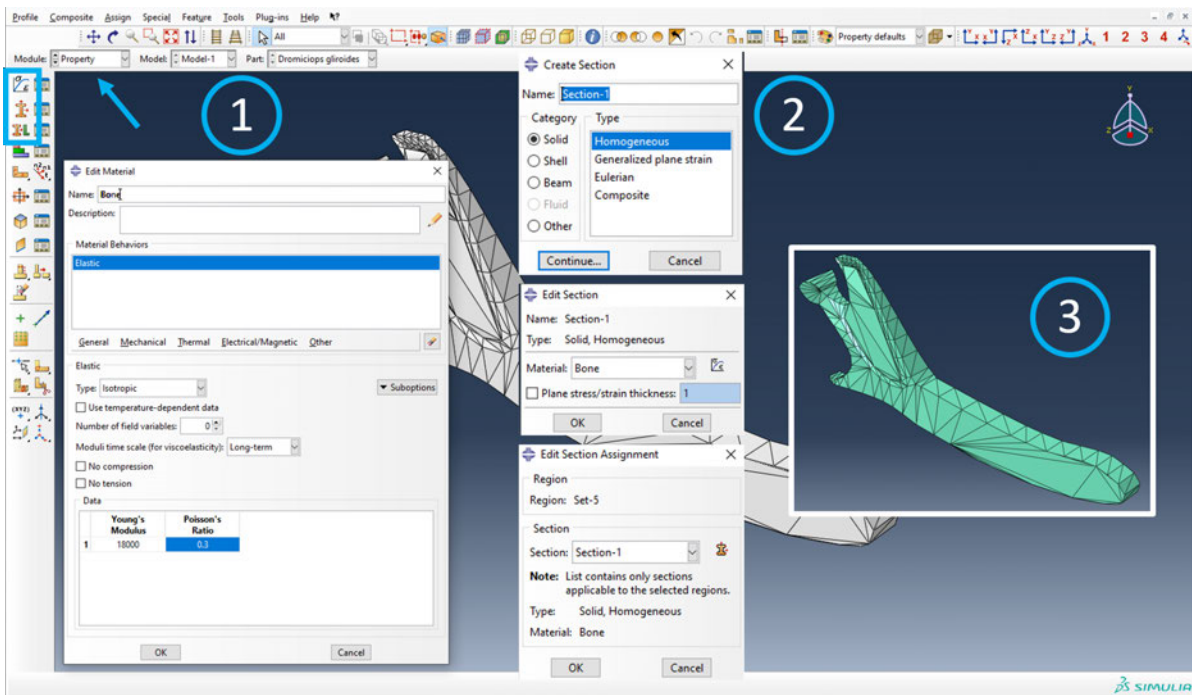 Profile Composite Assign Special Feature Tools Plug-ins Help
All
Property defaults
1 2 3 4
Module: Property Model: Model-1 Part: Dromiciops gliroides
1
Edit Material
Name: Bone
Description:
Material Behaviors
Elastic
General Mechanical Thermal Electrical/Magnetic Other
Elastic
Type: Isotropic
Suboptions
Use temperature-dependent data
Number of field variables: 0
Moduli time scale (for viscoelasticity): Long-term
No compression
No tension
Data
Young's Modulus
Poisson's Ratio
1 18000 0.3
OK Cancel
2
Create Section
Name: Section-1
Category Type
Solid
Shell
Beam
Fluid
Other
Homogeneous
Generalized plane strain
Eulerian
Composite
Continue... Cancel
Edit Section
Name: Section-1
Type: Solid, Homogeneous
Material: Bone
Plane stress/strain thickness: 1
OK Cancel
Edit Section Assignment
Region
Region: Set-5
Section
Section: Section-1
Note: List contains only sections
applicable to the selected regions.
Type: Solid, Homogeneous
Material: Bone
OK Cancel
3
Y
Z X
SIMULIA